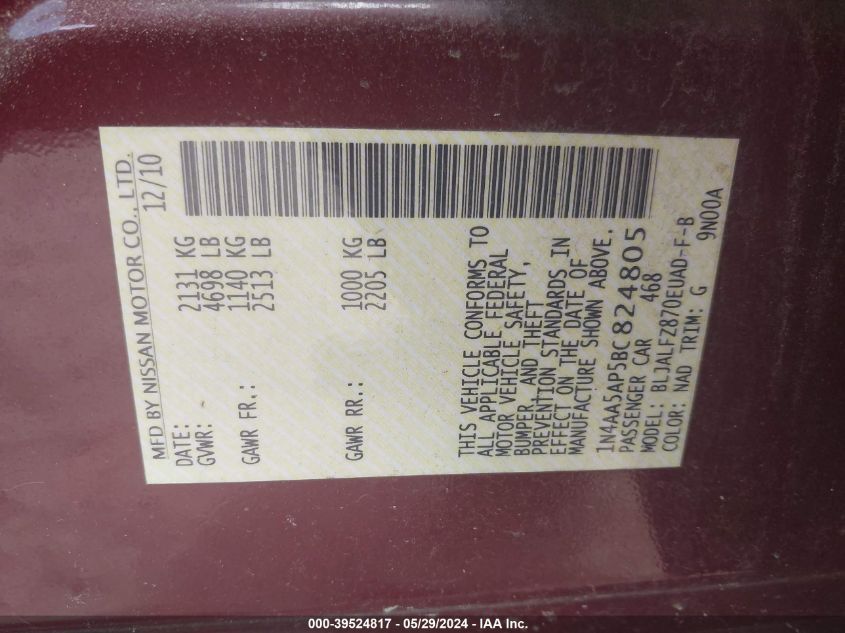 MFD BY NISSAN MOTOR CO., LTD.
DATE: 12/10
GVWR: 2131 KG
4698 LB
GAWR FR.: 1140 KG
2513 LB
GAWR RR.: 1000 KG
2205 LB
THIS VEHICLE CONFORMS TO
ALL APPLICABLE FEDERAL
MOTOR VEHICLE SAFETY,
BUMPER, AND THEFT
PREVENTION STANDARDS IN
EFFECT ON THE DATE OF
MANUFACTURE SHOWN ABOVE.
1N4AA5AP5BC824805
PASSENGER CAR 468
MODEL: BLJALFZ870EUAD-F-B
COLOR: NAD TRIM: G 9N00A
000-39524817 - 05/29/2024 - IAA Inc.